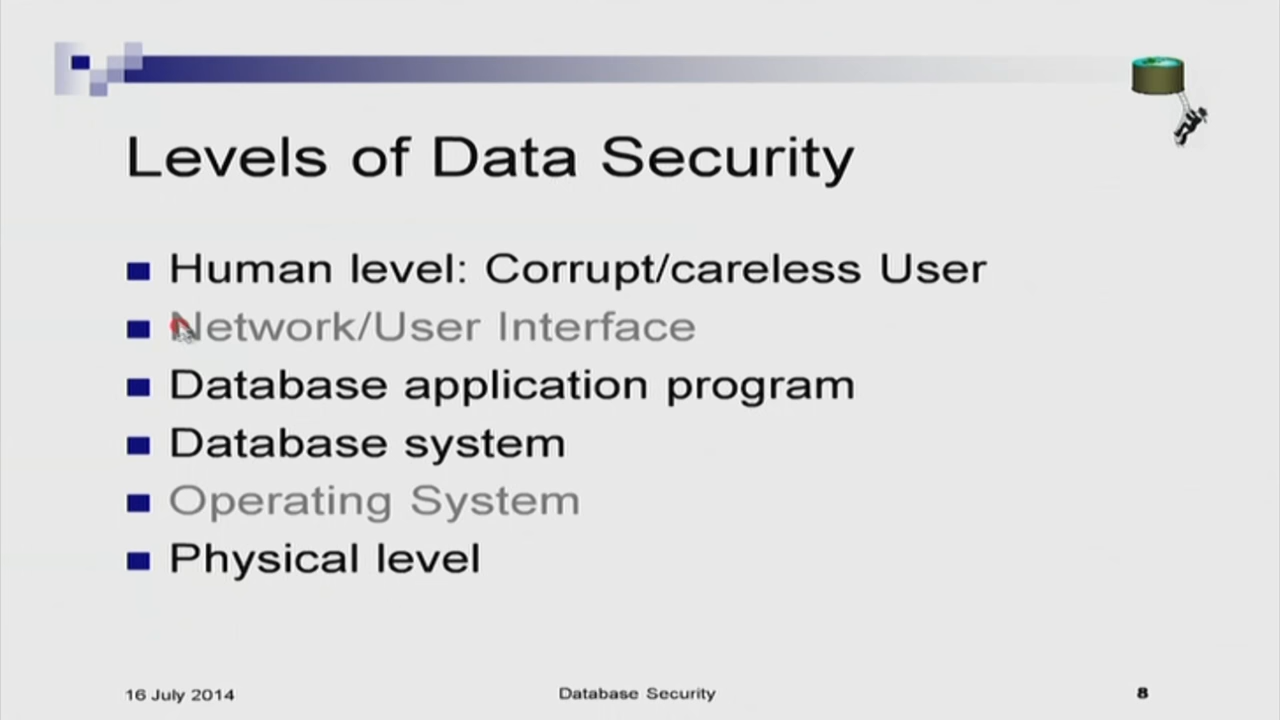 Levels of Data Security
Human level: Corrupt/careless User
Network/User Interface
Database application program
Database system
Operating System
Physical level
16 July 2014
Database Security
8